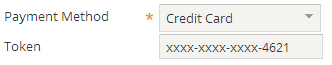 Payment Method * Credit Card
Token xxxx-xxxx-xxxx-4621